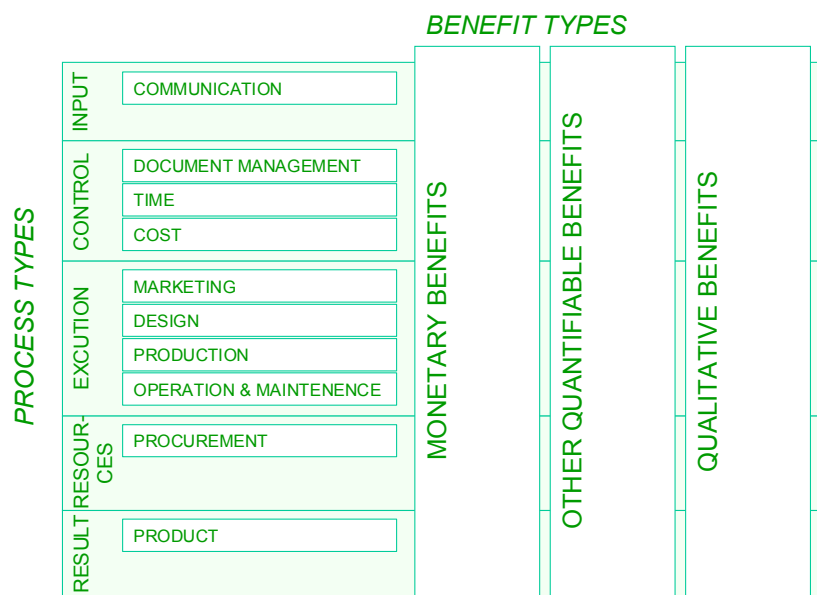 BENEFIT TYPES
PROCESS TYPES
INPUT
COMMUNICATION
CONTROL
DOCUMENT MANAGEMENT
TIME
COST
EXCUTION
MARKETING
DESIGN
PRODUCTION
OPERATION & MAINTENENCE
RESOUR-
CES
PROCUREMENT
RESULT
PRODUCT
MONETARY BENEFITS
OTHER QUANTIFIABLE BENEFITS
QUALITATIVE BENEFITS